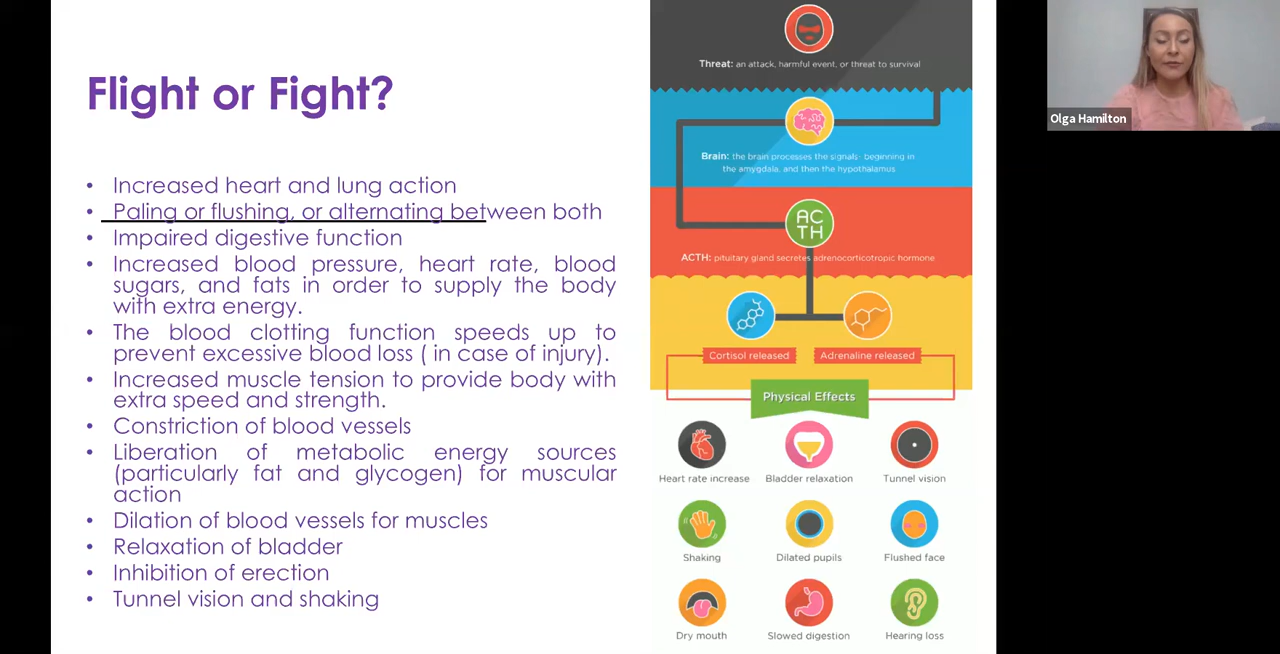 Flight or Fight?
• Increased heart and lung action
• Paling or flushing, or alternating between both
• Impaired digestive function
• Increased blood pressure, heart rate, blood
sugars, and fats in order to supply the body
with extra energy.
• The blood clotting function speeds up to
prevent excessive blood loss ( in case of injury).
• Increased muscle tension to provide body with
extra speed and strength.
• Constriction of blood vessels
• Liberation of metabolic energy sources
(particularly fat and glycogen) for muscular
action
• Dilation of blood vessels for muscles
• Relaxation of bladder
• Inhibition of erection
• Tunnel vision and shaking
Threat: an attack, harmful event, or threat to survival
Brain: the brain processes the signals- beginning in
the amygdala, and then the hypothalamus
AC
TH
ACTH: pituitary gland secretes adrenocorticotropic hormone
Cortisol released Adrenaline released
Physical Effects
Heart rate increase Bladder relaxation Tunnel vision
Shaking Dilated pupils Flushed face
Dry mouth Slowed digestion Hearing loss
Olga Hamilton